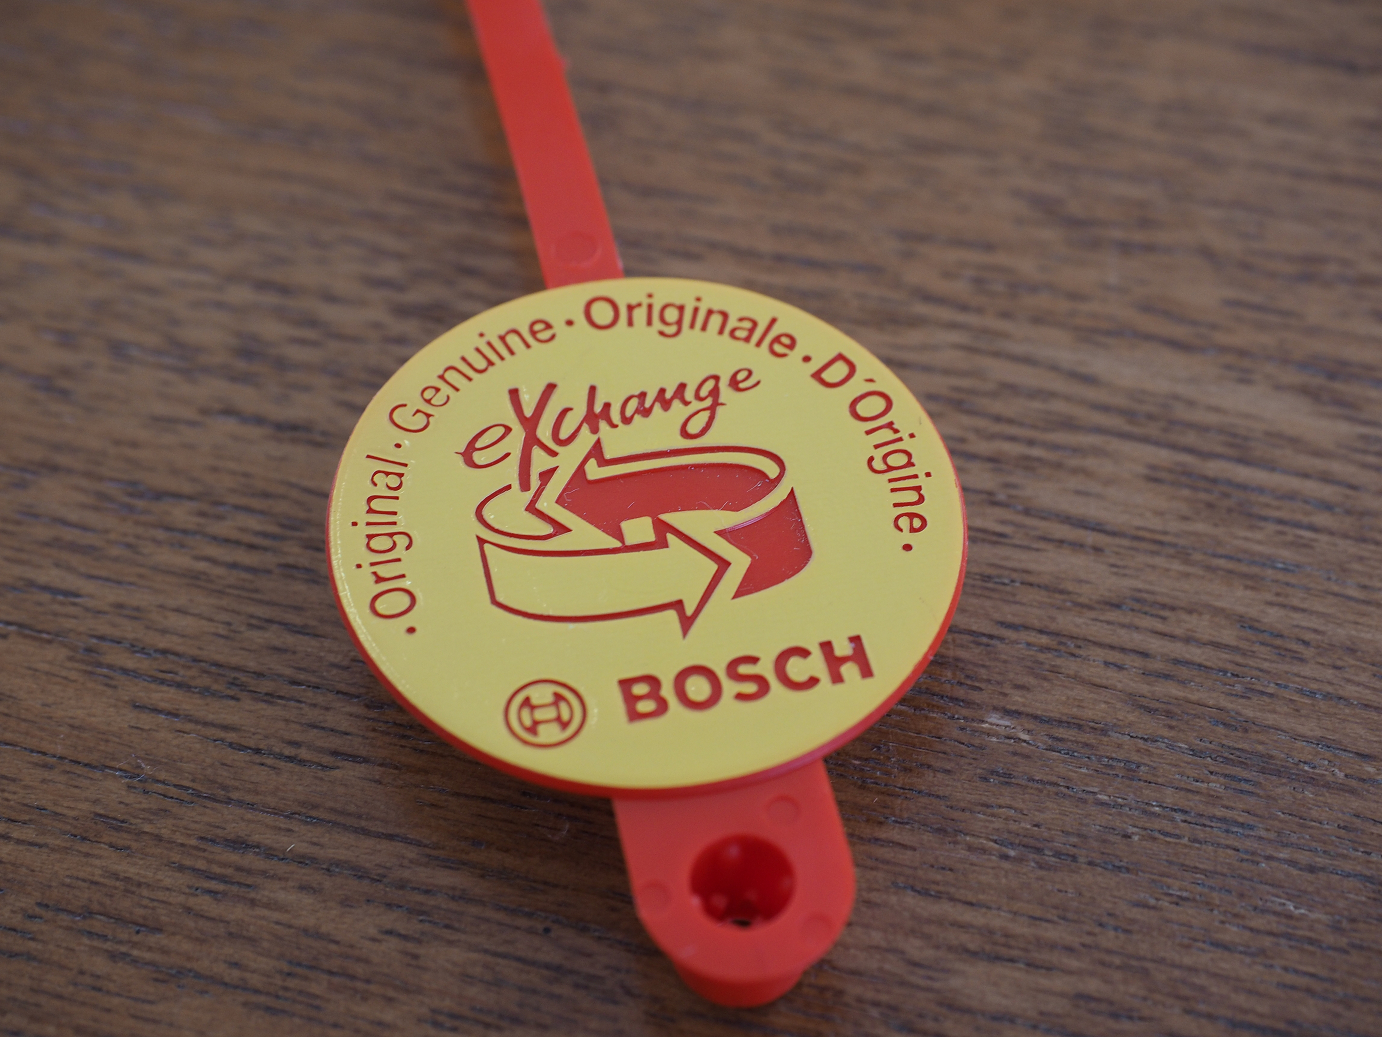 · Original · Genuine · Originale · D'Origine ·
eXchange
BOSCH